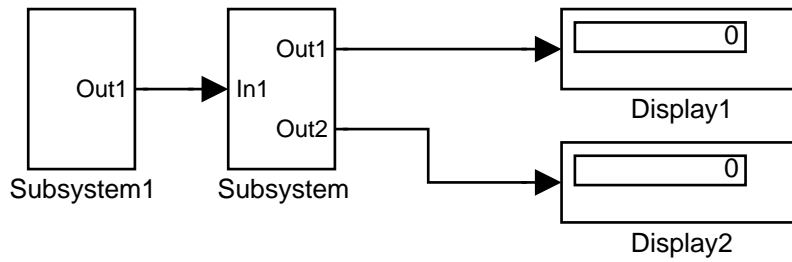 Out1
Subsystem1
In1
Out1
Out2
Subsystem
0
Display1
0
Display2